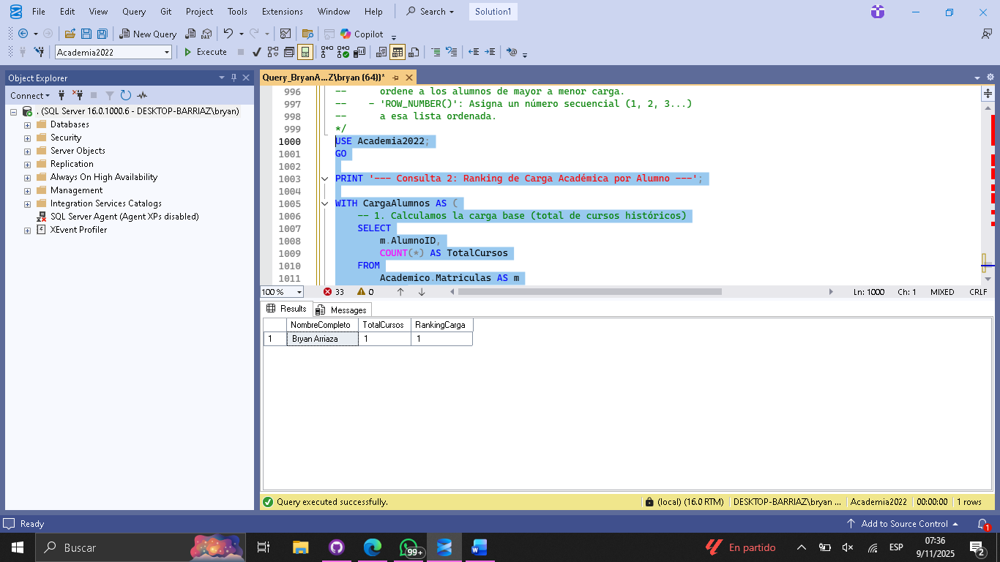 File Edit View Query Git Project Tools Extensions Window Help Search Solution1
New Query Copilot
Academia2022 Execute
Object Explorer
Connect
. (SQL Server 16.0.1000.6 - DESKTOP-BARRIAZ\bryan)
Databases
Security
Server Objects
Replication
Always On High Availability
Management
Integration Services Catalogs
SQL Server Agent (Agent XPs disabled)
XEvent Profiler
Query_BryanA...Z\bryan (64))*
996 -- ordene a los alumnos de mayor a menor carga.
997 -- - 'ROW_NUMBER()': Asigna un número secuencial (1, 2, 3...)
998 -- a esa lista ordenada.
999 */
1000 USE Academia2022;
1001 GO
1002
1003 PRINT '--- Consulta 2: Ranking de Carga Académica por Alumno ---';
1004
1005 WITH CargaAlumnos AS (
1006 -- 1. Calculamos la carga base (total de cursos históricos)
1007 SELECT
1008 m.AlumnoID,
1009 COUNT(*) AS TotalCursos
1010 FROM
1011 Academico.Matriculas AS m
100 % 33 0 Ln: 1000 Ch: 1 MIXED CRLF
Results Messages
NombreCompleto TotalCursos RankingCarga
1 Bryan Arriaza 1 1
Query executed successfully. (local) (16.0 RTM) DESKTOP-BARRIAZ\bryan ... Academia2022 00:00:00 1 rows
Ready Add to Source Control 1
Buscar 99+ En partido ESP 07:36
9/11/2025 2